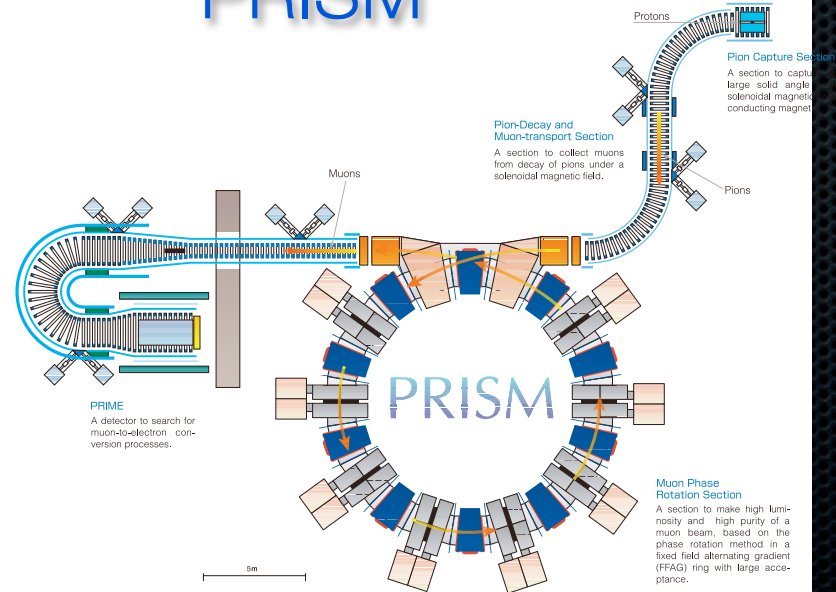 PRISM
Protons
Pion Capture Section
A section to captu
large solid angle
solenoidal magnetic
conducting magnet
Pion-Decay and
Muon-transport Section
A section to collect muons
from decay of pions under a
solenoidal magnetic field.
Pions
Muons
PRISM
PRIME
A detector to search for
muon-to-electron con-
version processes.
Muon Phase
Rotation Section
A section to make high lumi-
nosity and high purity of a
muon beam, based on the
phase rotation method in a
fixed field alternating gradient
(FFAG) ring with large acce-
ptance.
5m